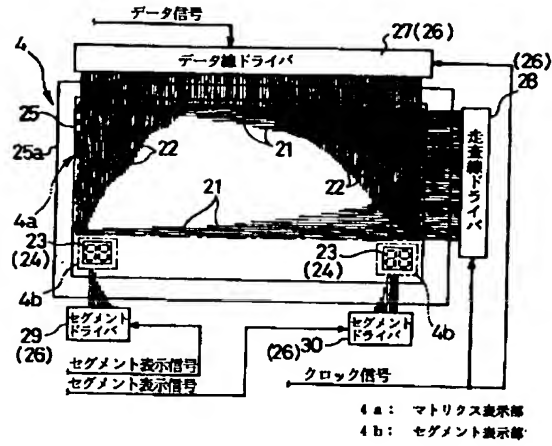 データ信号
27(26)
データ線ドライバ
(26)
28
4
25
25a
4a
22
21
22
走査線ドライバ
21
23
(24)
4b
23
(24)
4b
セグメント
ドライバ
29
(26)
セグメント
ドライバ
(26)
30
セグメント表示信号
セグメント表示信号
クロック信号
4a: マトリクス表示部
4b: セグメント表示部